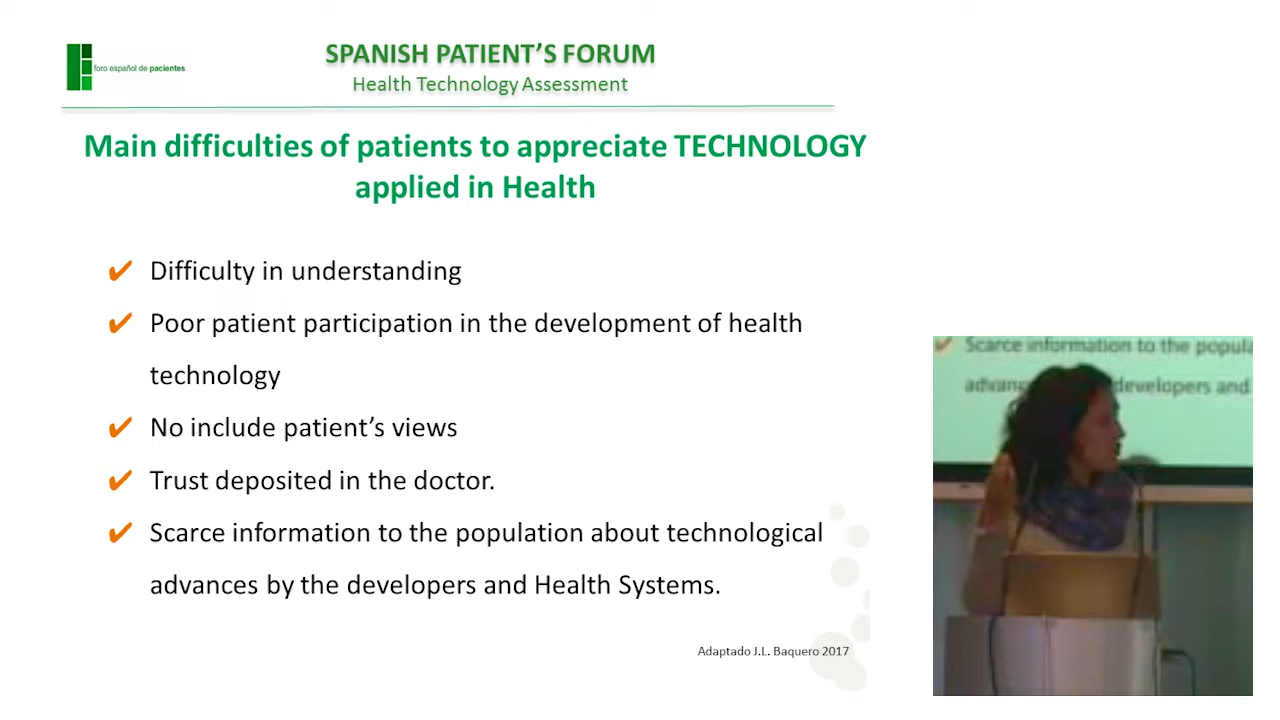 foro español de pacientes
SPANISH PATIENT’S FORUM
Health Technology Assessment
Main difficulties of patients to appreciate TECHNOLOGY
applied in Health
✔ Difficulty in understanding
✔ Poor patient participation in the development of health
technology
✔ No include patient’s views
✔ Trust deposited in the doctor.
✔ Scarce information to the population about technological
advances by the developers and Health Systems.
Adaptado J.L. Baquero 2017
✔ Scarce information to the popula
advanc developers and